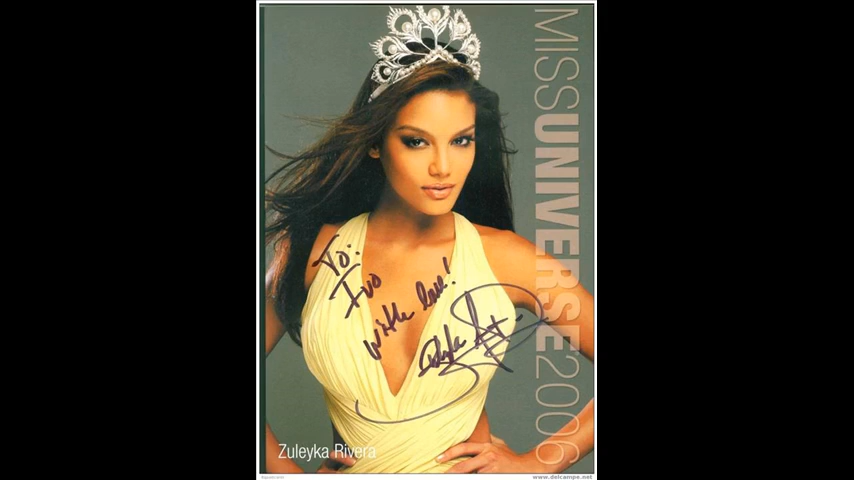 MISSUNIVERSE2006
To:
Ivo
with love!
Zuleyka Rivera
www.delcampe.net